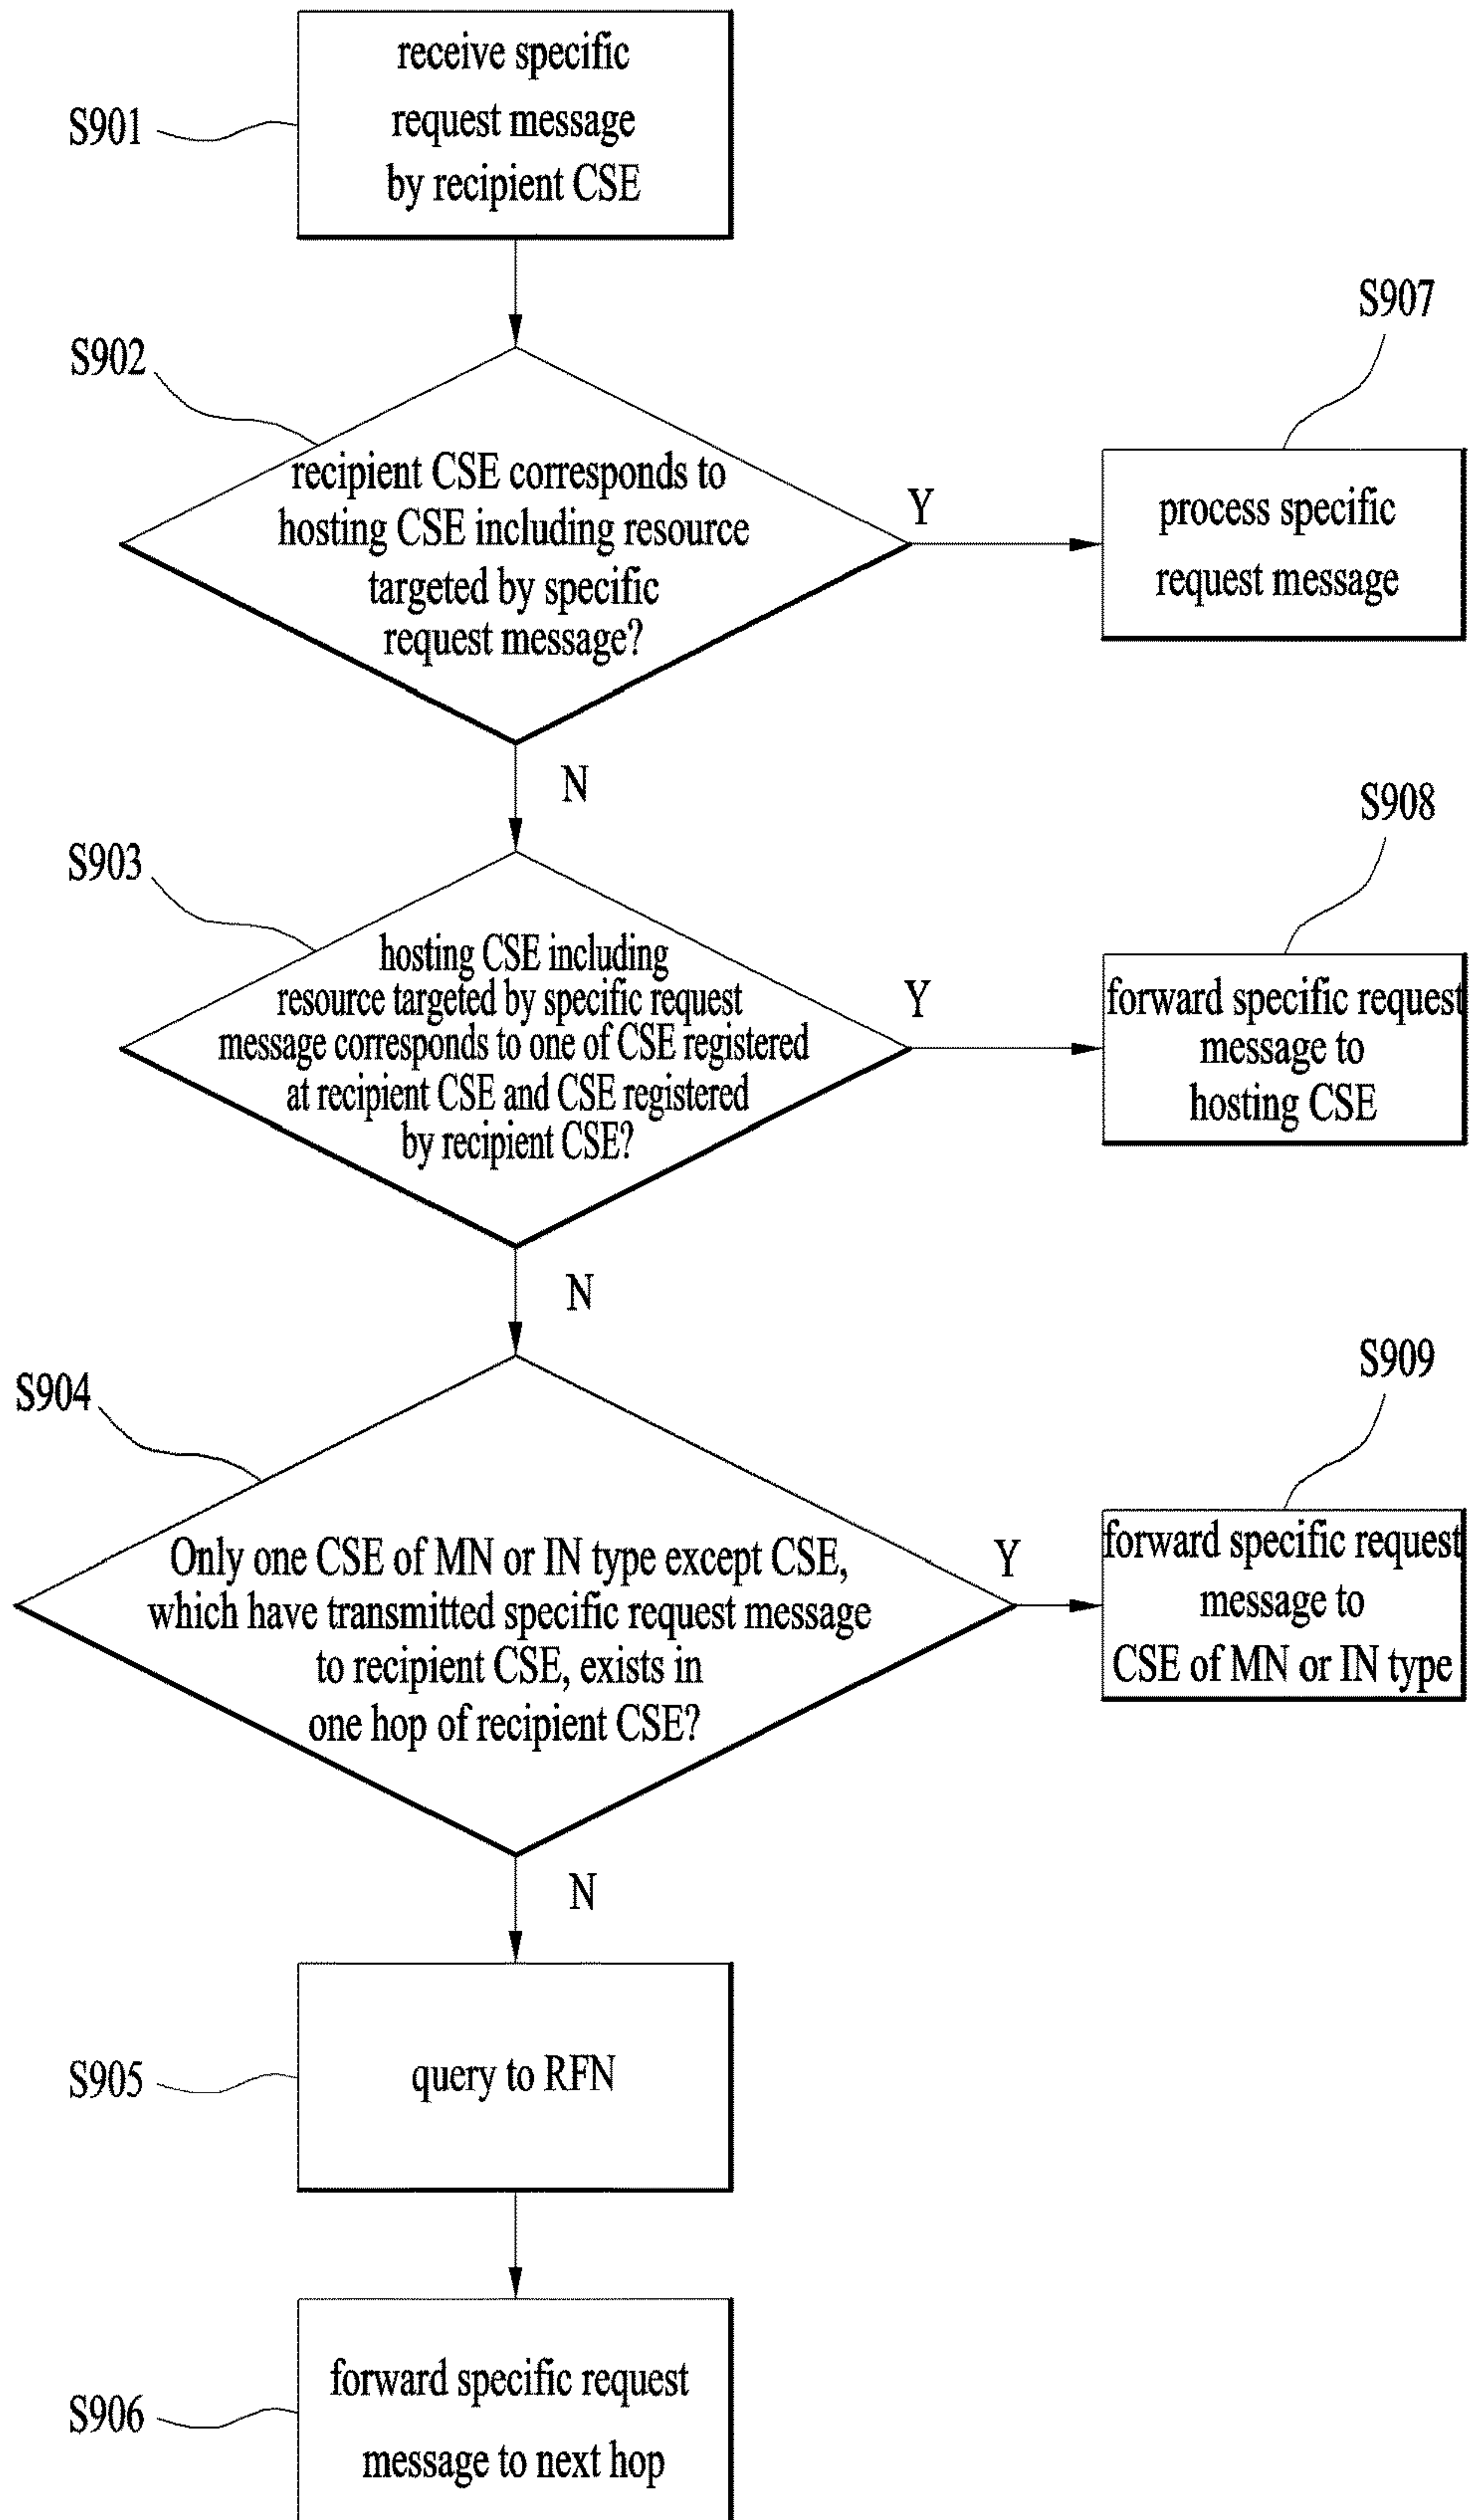 receive specific
request message
by recipient CSE
S901
S907
S902
recipient CSE corresponds to
hosting CSE including resource
targeted by specific
request message?
Y
process specific
request message
N
S908
S903
hosting CSE including
resource targeted by specific request
message corresponds to one of CSE registered
at recipient CSE and CSE registered
by recipient CSE?
Y
forward specific request
message to
hosting CSE
N
S909
S904
Only one CSE of MN or IN type except CSE,
which have transmitted specific request message
to recipient CSE, exists in
one hop of recipient CSE?
Y
forward specific request
message to
CSE of MN or IN type
N
S905
query to RFN
S906
forward specific request
message to next hop